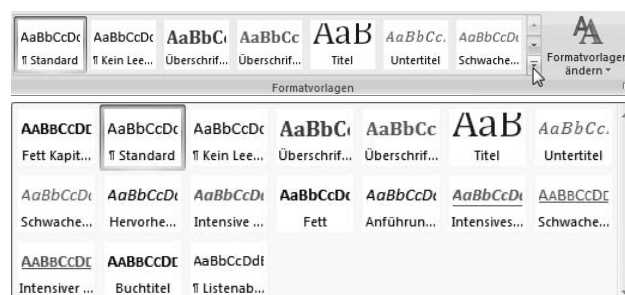 AaBbCcDc AaBbCcDc AaBbC AaBbCc AaB AaBbCc. AaBbCcDc
¶ Standard ¶ Kein Lee... Überschrif... Überschrif... Titel Untertitel Schwache...
Formatvorlagen ändern
Formatvorlagen
AABBCCDE AaBbCcDc AaBbCcDc AaBbC AaBbCc AaB AaBbCc.
Fett Kapit... ¶ Standard ¶ Kein Lee... Überschrif... Überschrif... Titel Untertitel
AaBbCcDc AaBbCcDc AaBbCcDc AaBbCcDc AaBbCcDc AaBbCcDc AABBCCDE
Schwache... Hervorhe... Intensive ... Fett Anführun... Intensives... Schwache...
AABBCCDE AABBCCDE AaBbCcDdE
Intensiver ... Buchtitel ¶ Listenab...